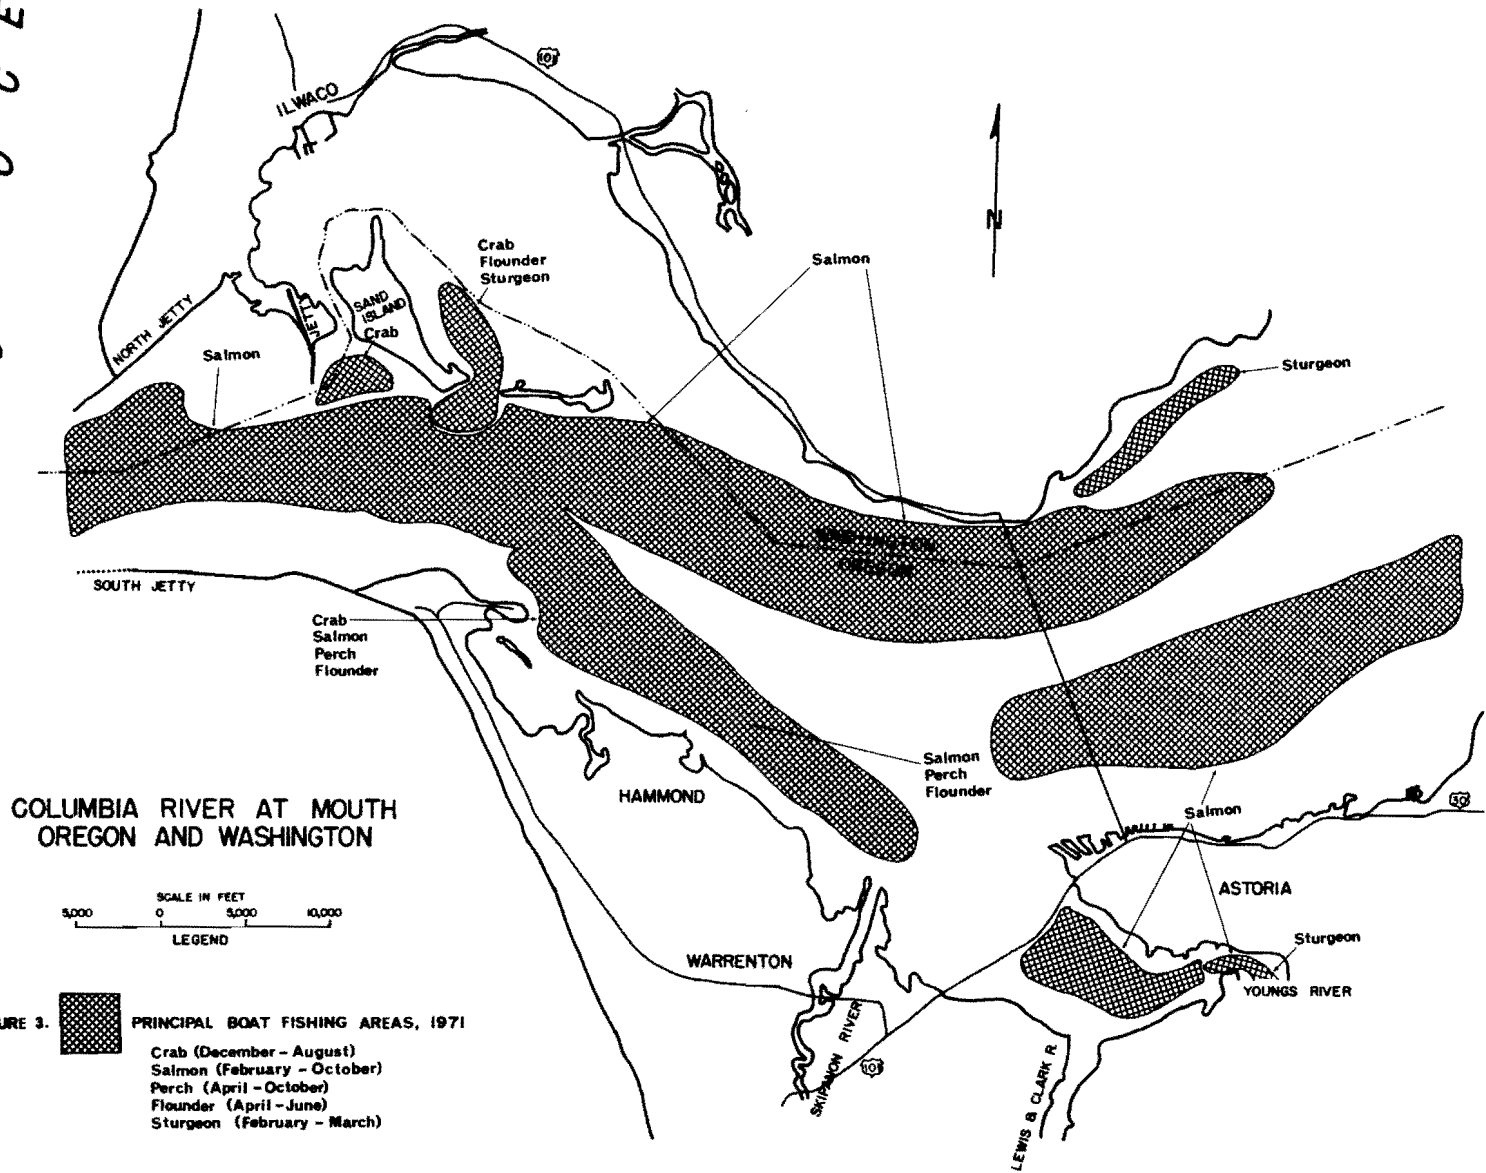 E
C
ILWACO
101
N
Crab
Flounder
Sturgeon
Salmon
SAND
ISLAND
Crab
JETTY
NORTH JETTY
Salmon
Sturgeon
WASHINGTON
OREGON
SOUTH JETTY
Crab
Salmon
Perch
Flounder
Salmon
Perch
Flounder
HAMMOND
COLUMBIA RIVER AT MOUTH
OREGON AND WASHINGTON
SCALE IN FEET
5,000 0 5,000 10,000
LEGEND
Salmon
30
ASTORIA
Sturgeon
YOUNGS RIVER
WARRENTON
SKIPANON RIVER
101
LEWIS & CLARK R.
URE 3. PRINCIPAL BOAT FISHING AREAS, 1971
Crab (December - August)
Salmon (February - October)
Perch (April - October)
Flounder (April - June)
Sturgeon (February - March)